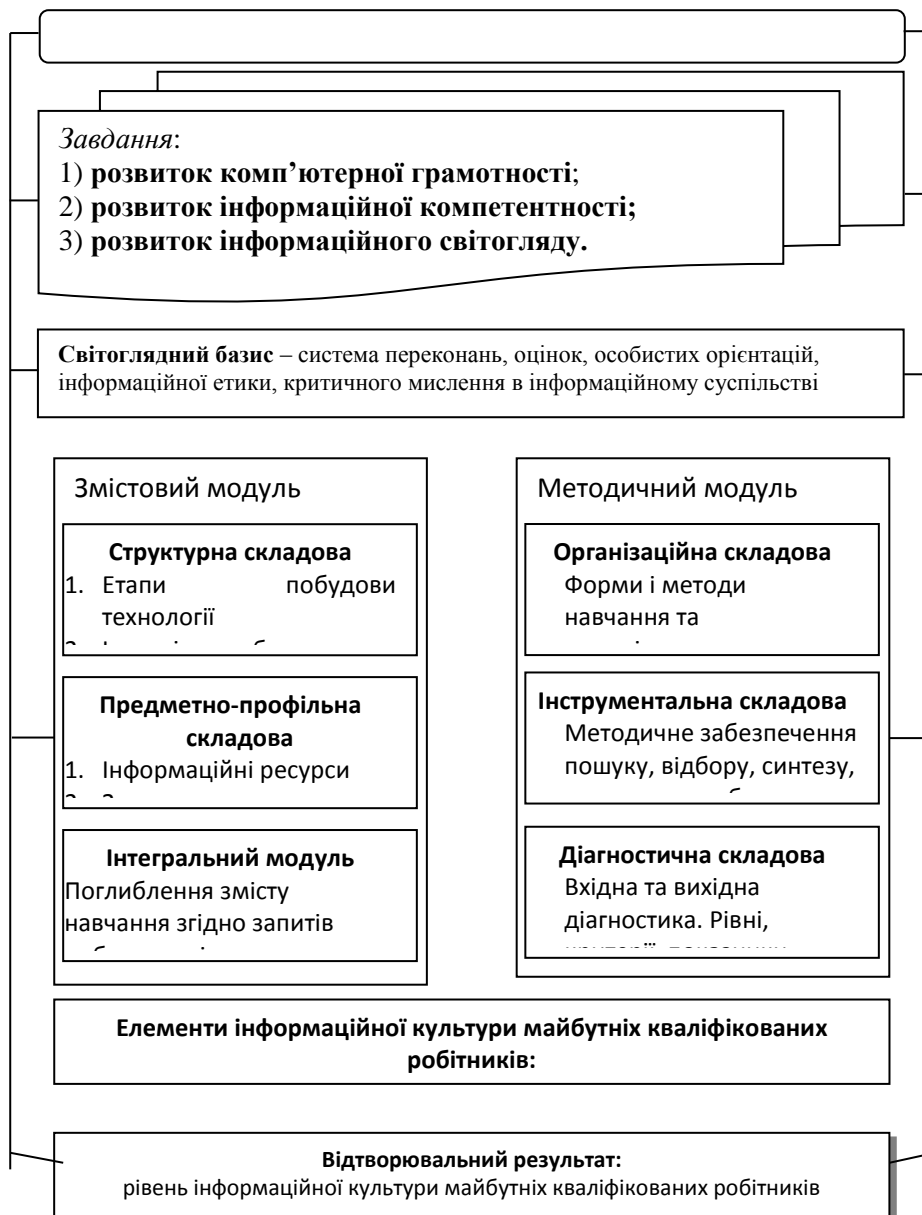 Завдання:
1) розвиток комп’ютерної грамотності;
2) розвиток інформаційної компетентності;
3) розвиток інформаційного світогляду.
Світоглядний базис – система переконань, оцінок, особистих орієнтацій,
інформаційної етики, критичного мислення в інформаційному суспільстві
Змістовий модуль
Структурна складова
1. Етапи побудови
технології
Предметно-профільна
складова
1. Інформаційні ресурси
Інтегральний модуль
Поглиблення змісту
навчання згідно запитів
Методичний модуль
Організаційна складова
Форми і методи
навчання та
Інструментальна складова
Методичне забезпечення
пошуку, відбору, синтезу,
Діагностична складова
Вхідна та вихідна
діагностика. Рівні,
критерії, показники
Елементи інформаційної культури майбутніх кваліфікованих
робітників:
Відтворювальний результат:
рівень інформаційної культури майбутніх кваліфікованих робітників